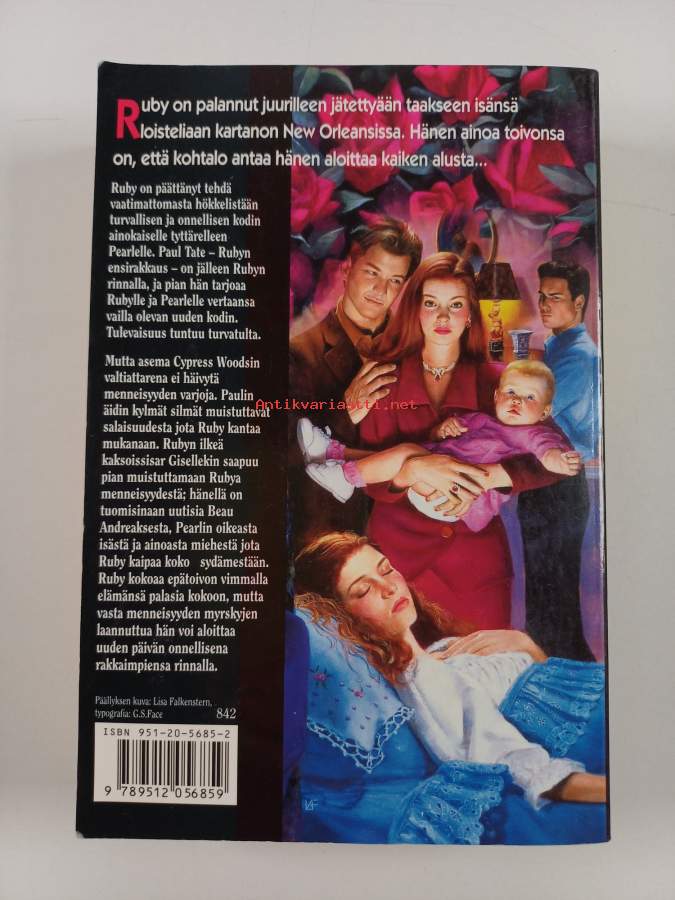 Ruby on palannut juurilleen jätettyään taakseen isänsä
loisteliaan kartanon New Orleansissa. Hänen ainoa toivonsa
on, että kohtalo antaa hänen aloittaa kaiken alusta...
Ruby on päättänyt tehdä
vaatimattomasta hökkelistään
turvallisen ja onnellisen kodin
ainokaiselle tyttärelleen
Pearlelle. Paul Tate – Rubyn
ensirakkaus – on jälleen Rubyn
rinnalla, ja pian hän tarjoaa
Rubylle ja Pearlelle vertaansa
vailla olevan uuden kodin.
Tulevaisuus tuntuu turvatulta.
Mutta asema Cypress Woodsin
valtiattarena ei häivytä
menneisyyden varjoja. Paulin
äidin kylmät silmät muistuttavat
salaisuudesta jota Ruby kantaa
mukanaan. Rubyn ilkeä
kaksoissisar Gisellekin saapuu
pian muistuttamaan Rubya
menneisyydestä; hänellä on
tuomisinaan uutisia Beau
Andreaksesta, Pearlin oikeasta
isästä ja ainoasta miehestä jota
Ruby kaipaa koko sydämestään.
Ruby kokoaa epätoivon vimmalla
elämänsä palasia kokoon, mutta
vasta menneisyyden myrskyjen
laannuttua hän voi aloittaa
uuden päivän onnellisena
rakkaimpiensa rinnalla.
Antikvariaatti.net
Päällyksen kuva: Lisa Falkenstern,
typografia: G.S.Face 842
ISBN 951-20-5685-2
9 789512 056859
LF